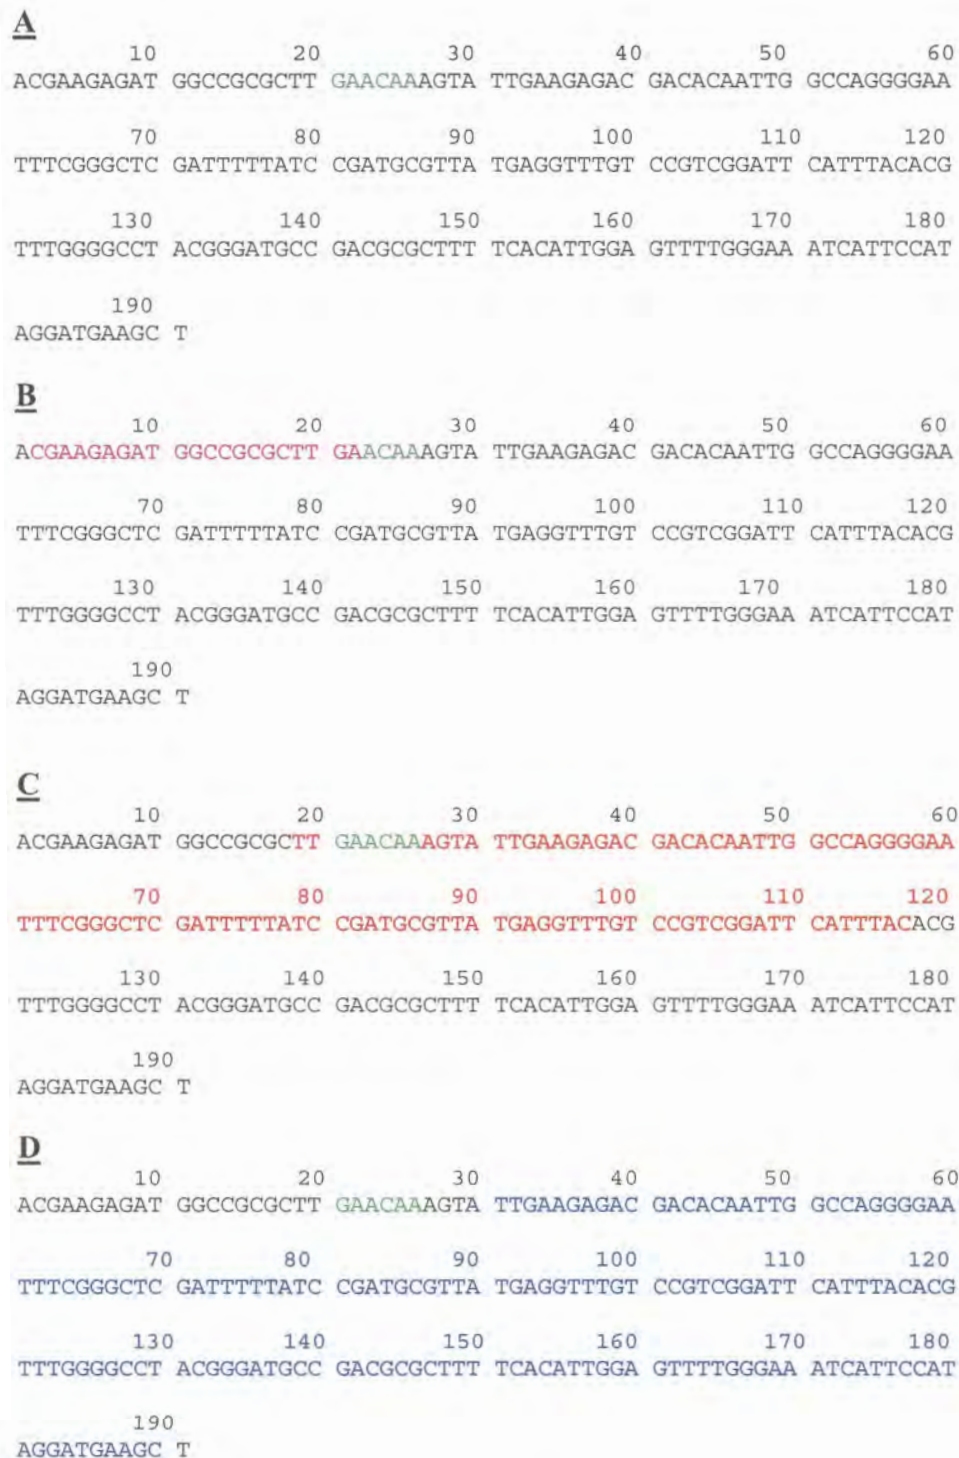 A
10 20 30 40 50 60
ACGAAGAGAT GGCCGCGCTT GAACAAAGTA TTGAAGAGAC GACACAATTG GCCAGGGGAA
70 80 90 100 110 120
TTTCGGGCTC GATTTTTATC CGATGCGTTA TGAGGTTTGT CCGTCGGATT CATTTACACG
130 140 150 160 170 180
TTTGGGGCCT ACGGGATGCC GACGCGCTTT TCACATTGGA GTTTTGGGAA ATCATTCCAT
190
AGGATGAAGC T
B
10 20 30 40 50 60
ACGAAGAGAT GGCCGCGCTT GAACAAAGTA TTGAAGAGAC GACACAATTG GCCAGGGGAA
70 80 90 100 110 120
TTTCGGGCTC GATTTTTATC CGATGCGTTA TGAGGTTTGT CCGTCGGATT CATTTACACG
130 140 150 160 170 180
TTTGGGGCCT ACGGGATGCC GACGCGCTTT TCACATTGGA GTTTTGGGAA ATCATTCCAT
190
AGGATGAAGC T
C
10 20 30 40 50 60
ACGAAGAGAT GGCCGCGCTT GAACAAAGTA TTGAAGAGAC GACACAATTG GCCAGGGGAA
70 80 90 100 110 120
TTTCGGGCTC GATTTTTATC CGATGCGTTA TGAGGTTTGT CCGTCGGATT CATTTACACG
130 140 150 160 170 180
TTTGGGGCCT ACGGGATGCC GACGCGCTTT TCACATTGGA GTTTTGGGAA ATCATTCCAT
190
AGGATGAAGC T
D
10 20 30 40 50 60
ACGAAGAGAT GGCCGCGCTT GAACAAAGTA TTGAAGAGAC GACACAATTG GCCAGGGGAA
70 80 90 100 110 120
TTTCGGGCTC GATTTTTATC CGATGCGTTA TGAGGTTTGT CCGTCGGATT CATTTACACG
130 140 150 160 170 180
TTTGGGGCCT ACGGGATGCC GACGCGCTTT TCACATTGGA GTTTTGGGAA ATCATTCCAT
190
AGGATGAAGC T